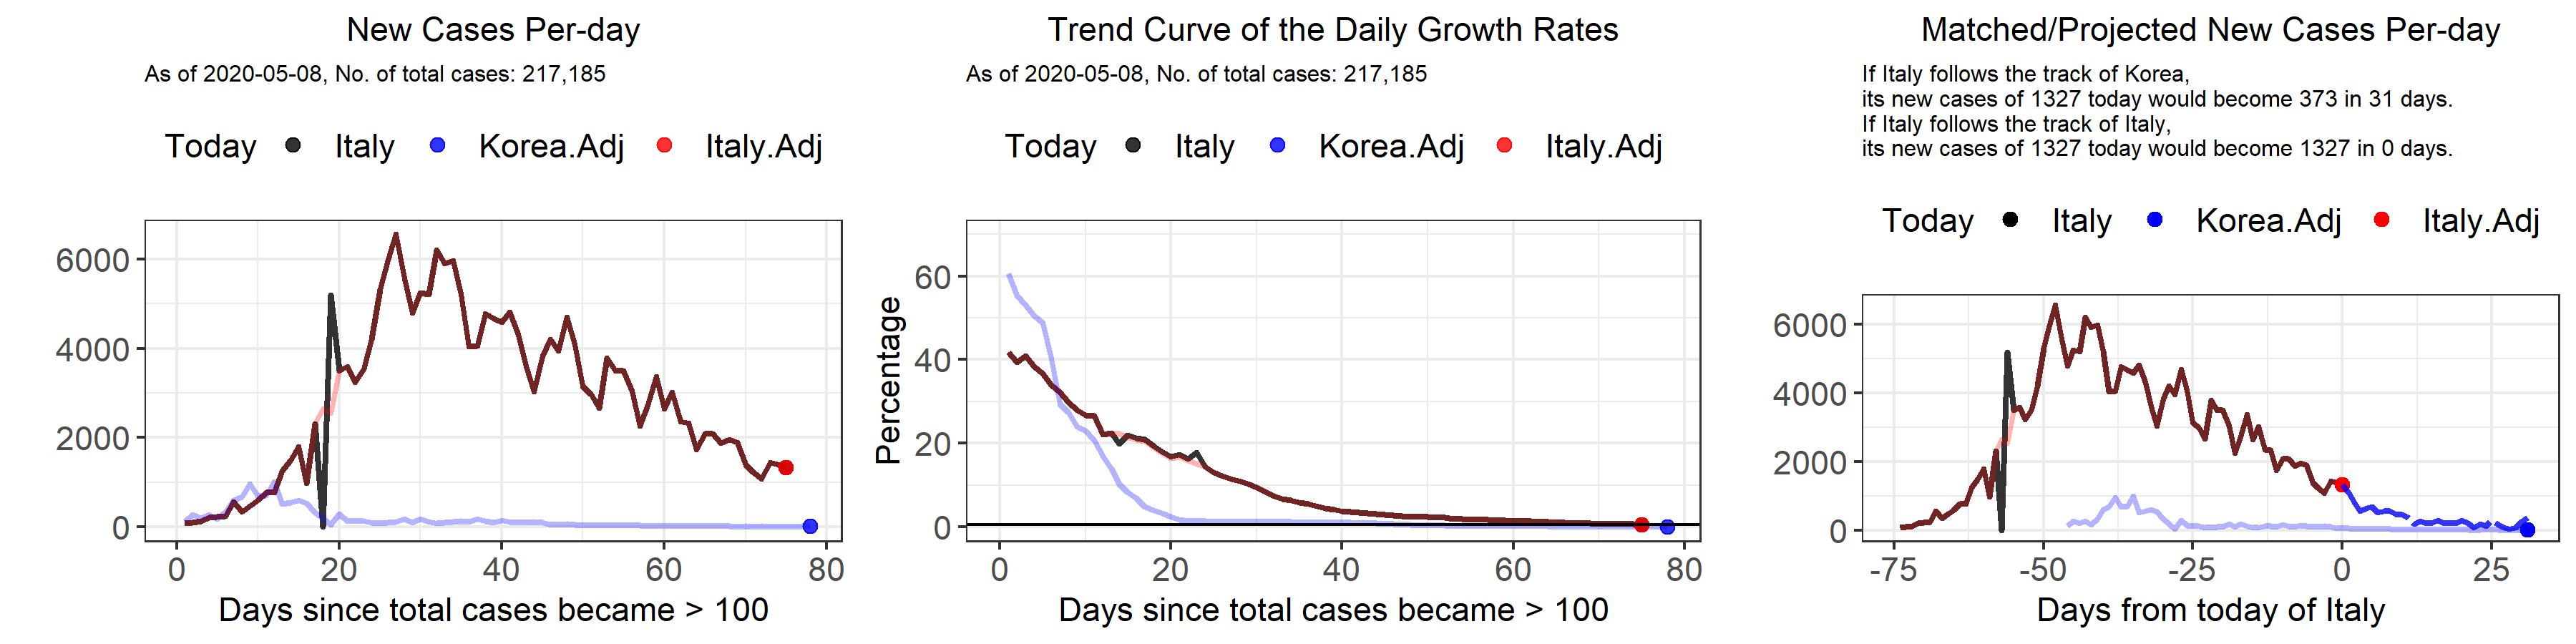 New Cases Per-day
As of 2020-05-08, No. of total cases: 217,185
Today Italy Korea.Adj Italy.Adj
6000
4000
2000
0
0 20 40 60 80
Days since total cases became > 100
Trend Curve of the Daily Growth Rates
As of 2020-05-08, No. of total cases: 217,185
Today Italy Korea.Adj Italy.Adj
Percentage
60
40
20
0
0 20 40 60 80
Days since total cases became > 100
Matched/Projected New Cases Per-day
If Italy follows the track of Korea,
its new cases of 1327 today would become 373 in 31 days.
If Italy follows the track of Italy,
its new cases of 1327 today would become 1327 in 0 days.
Today Italy Korea.Adj Italy.Adj
6000
4000
2000
0
-75 -50 -25 0 25
Days from today of Italy